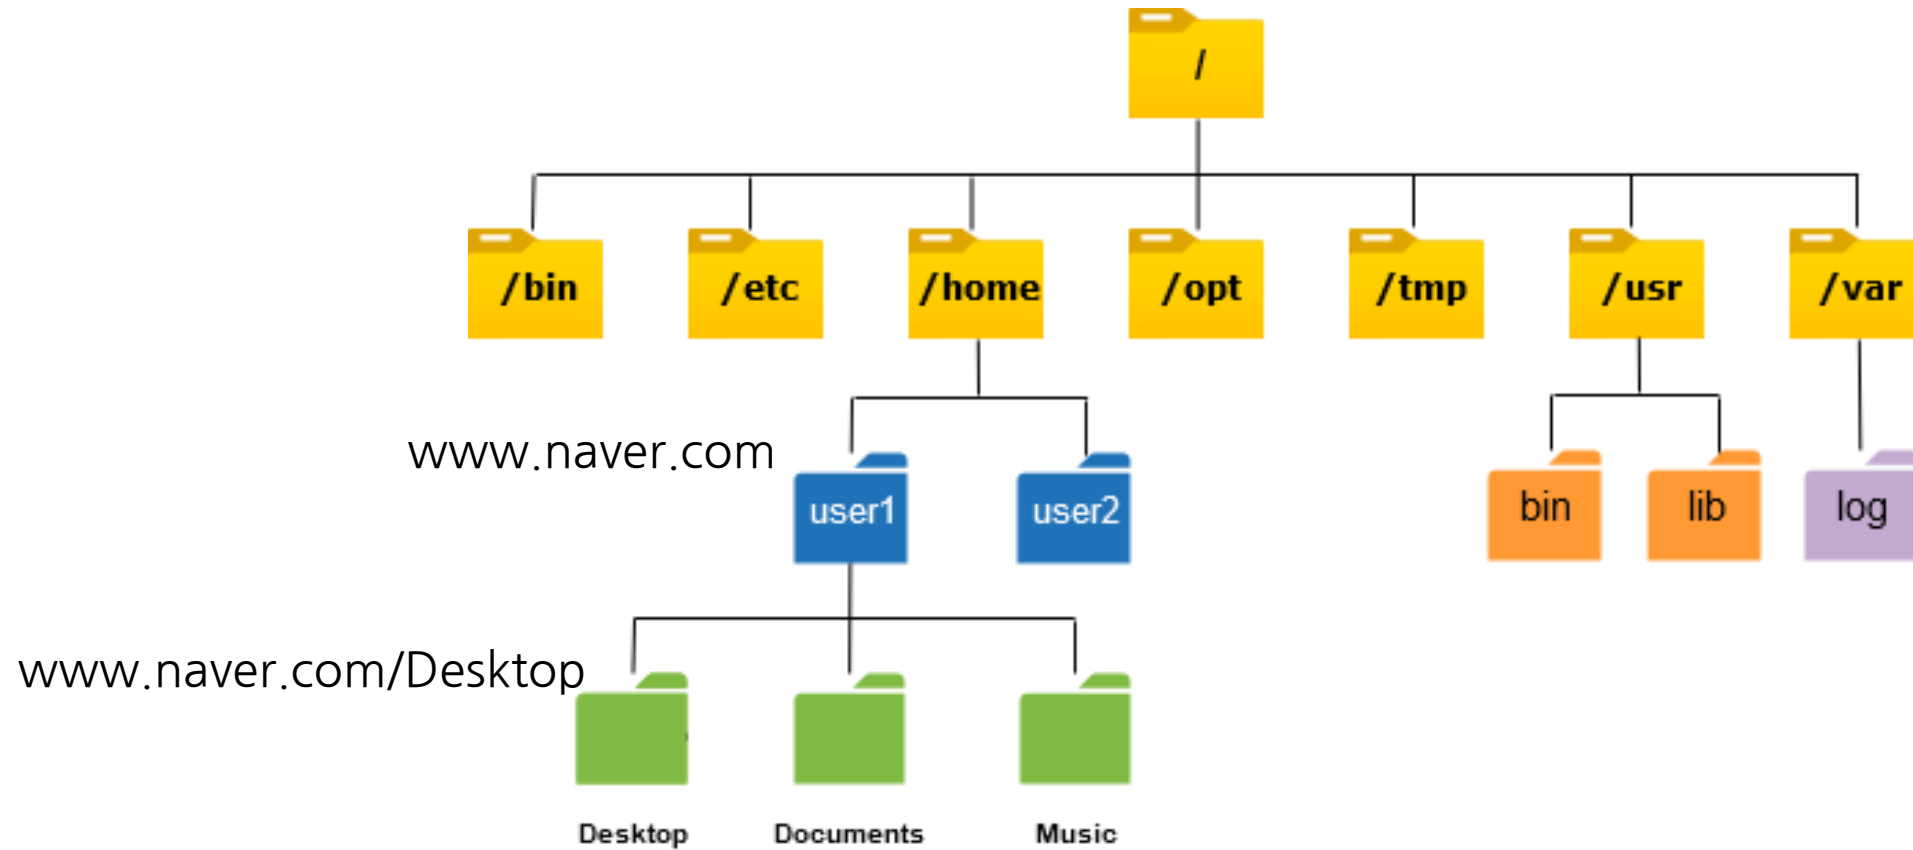 /
/bin /etc /home /opt /tmp /usr /var
www.naver.com
user1 user2 bin lib log
www.naver.com/Desktop
Desktop Documents Music